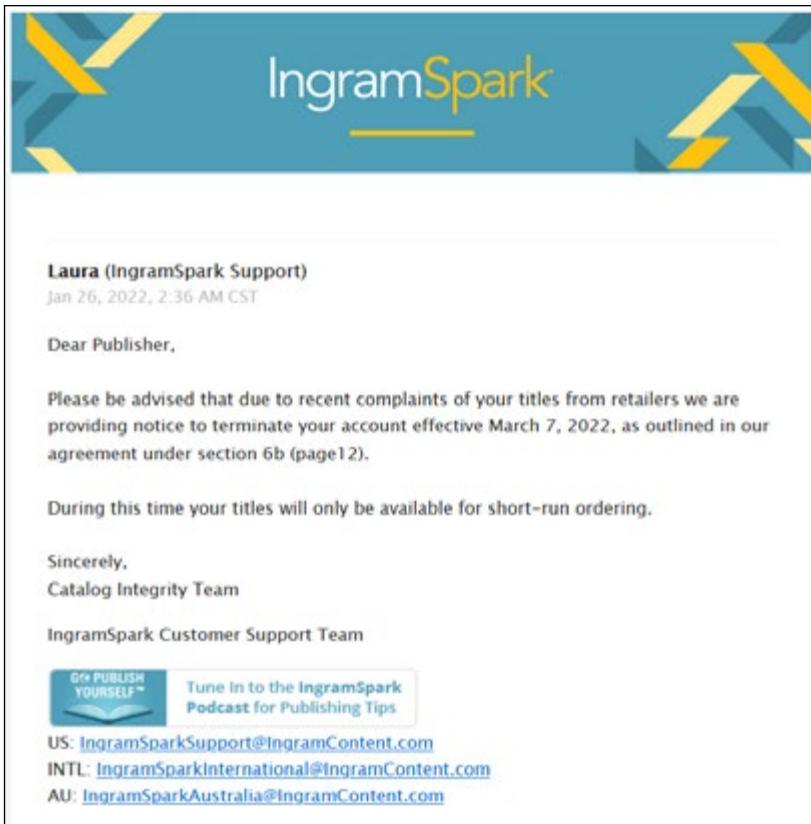 IngramSpark
Laura (IngramSpark Support)
Jan 26, 2022, 2:36 AM CST
Dear Publisher,
Please be advised that due to recent complaints of your titles from retailers we are
providing notice to terminate your account effective March 7, 2022, as outlined in our
agreement under section 6b (page12).
During this time your titles will only be available for short-run ordering.
Sincerely,
Catalog Integrity Team
IngramSpark Customer Support Team
GO PUBLISH
YOURSELF™
Tune In to the IngramSpark
Podcast for Publishing Tips
US: IngramSparkSupport@IngramContent.com
INTL: IngramSparkInternational@IngramContent.com
AU: IngramSparkAustralia@IngramContent.com